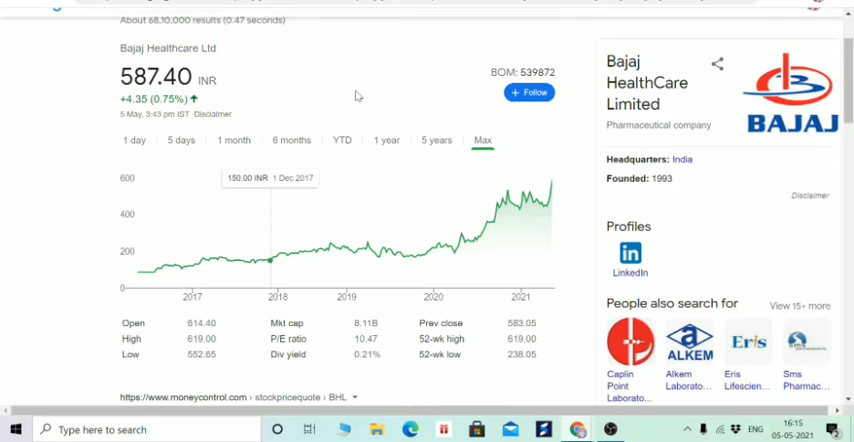 About 68,10,000 results (0.47 seconds)
Bajaj Healthcare Ltd
587.40 INR
BOM: 539872
+4.35 (0.75%)
+ Follow
5 May, 3:43 pm IST · Disclaimer
1 day 5 days 1 month 6 months YTD 1 year 5 years Max
150.00 INR 1 Dec 2017
600
400
200
0
2017 2018 2019 2020 2021
Open 614.40 Mkt cap 8.11B Prev close 583.05
High 619.00 P/E ratio 10.47 52-wk high 619.00
Low 552.65 Div yield 0.21% 52-wk low 238.05
https://www.moneycontrol.com › stockpricequote › BHL
Bajaj
HealthCare
Limited
Pharmaceutical company
BAJAJ
Headquarters: India
Founded: 1993
Disclaimer
Profiles
in
LinkedIn
People also search for View 15+ more
ALKEM
Eris
sms
Caplin
Point
Laborato...
Alkem
Laborato...
Eris
Lifescien...
Sms
Pharmac...
Type here to search
ENG
16:15
05-05-2021
2